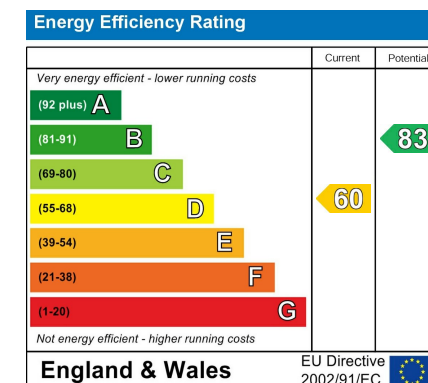 Energy Efficiency Rating
Current Potential
Very energy efficient - lower running costs
(92 plus) A
(81-91) B
83
(69-80) C
(55-68) D
60
(39-54) E
(21-38) F
(1-20) G
Not energy efficient - higher running costs
England & Wales
EU Directive
2002/91/EC